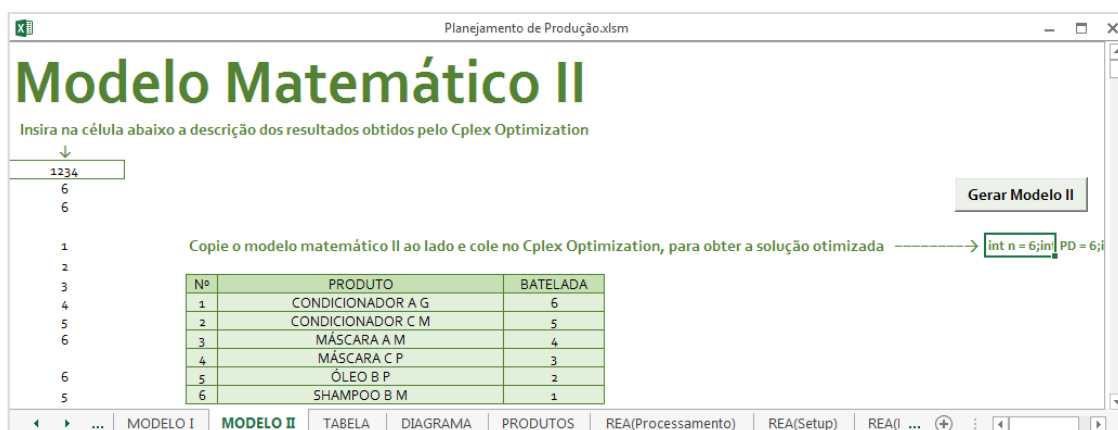 Planejamento de Produção.xlsm
Modelo Matemático II
Insira na célula abaixo a descrição dos resultados obtidos pelo Cplex Optimization
↓
1234
6
6
Gerar Modelo II
1 Copie o modelo matemático II ao lado e cole no Cplex Optimization, para obter a solução otimizada --------→ int n = 6;int PD = 6;i
2
3 Nº PRODUTO BATELADA
4 1 CONDICIONADOR A G 6
5 2 CONDICIONADOR C M 5
6 3 MÁSCARA A M 4
4 MÁSCARA C P 3
6 5 ÓLEO B P 2
5 6 SHAMPOO B M 1
... MODELO I MODELO II TABELA DIAGRAMA PRODUTOS REA(Processamento) REA(Setup) REA(I ...